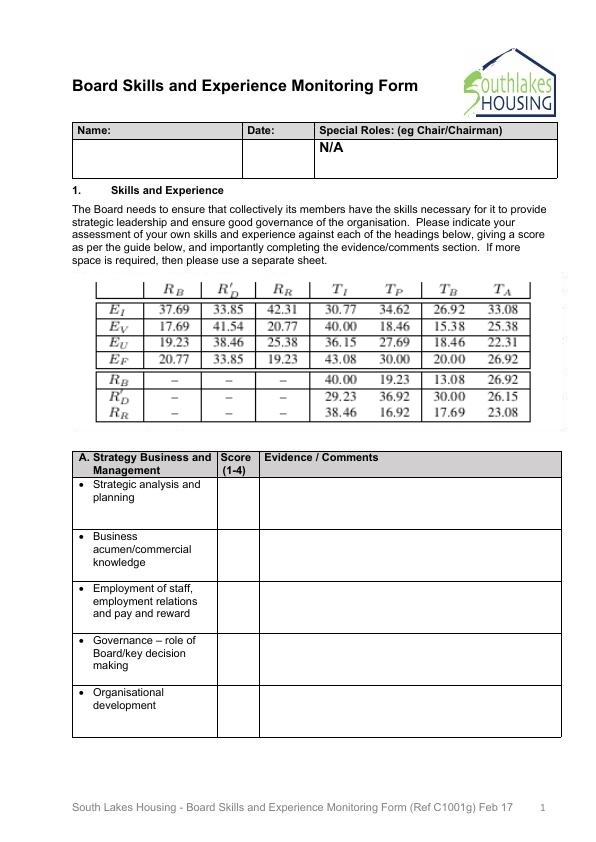 Southlakes
HOUSING
Board Skills and Experience Monitoring Form
Name: Date: Special Roles: (eg Chair/Chairman)
N/A
1. Skills and Experience
The Board needs to ensure that collectively its members have the skills necessary for it to provide
strategic leadership and ensure good governance of the organisation. Please indicate your
assessment of your own skills and experience against each of the headings below, giving a score
as per the guide below, and importantly completing the evidence/comments section. If more
space is required, then please use a separate sheet.
R_B R'_D R_R T_I T_P T_B T_A
E_I 37.69 33.85 42.31 30.77 34.62 26.92 33.08
E_V 17.69 41.54 20.77 40.00 18.46 15.38 25.38
E_U 19.23 38.46 25.38 36.15 27.69 18.46 22.31
E_F 20.77 33.85 19.23 43.08 30.00 20.00 26.92
R_B – – – 40.00 19.23 13.08 26.92
R'_D – – – 29.23 36.92 30.00 26.15
R_R – – – 38.46 16.92 17.69 23.08
A. Strategy Business and Score Evidence / Comments
Management (1-4)
• Strategic analysis and
planning
• Business
acumen/commercial
knowledge
• Employment of staff,
employment relations
and pay and reward
• Governance – role of
Board/key decision
making
• Organisational
development
South Lakes Housing - Board Skills and Experience Monitoring Form (Ref C1001g) Feb 17 1